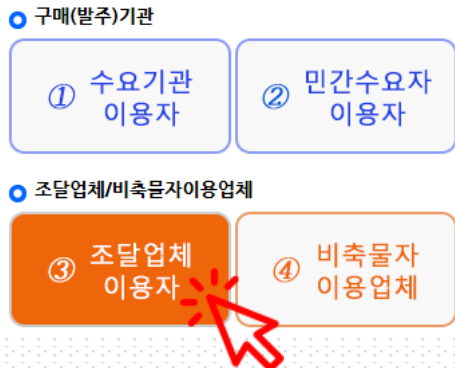 구매(발주)기관
① 수요기관
이용자
② 민간수요자
이용자
조달업체/비축물자이용업체
③ 조달업체
이용자
④ 비축물자
이용업체